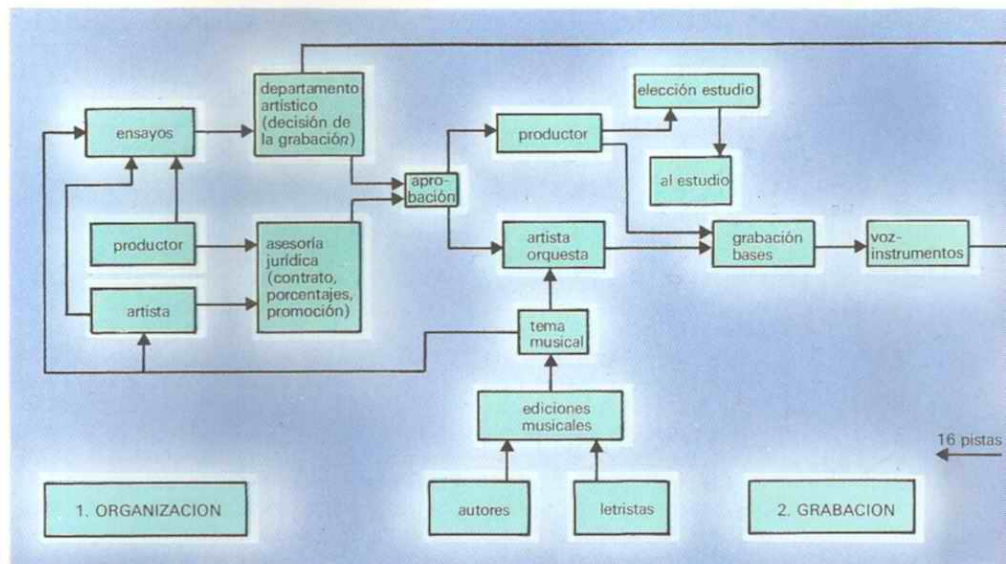 departamento
artístico
(decisión de
la grabación)
ensayos
elección estudio
productor
al estudio
apro-
bación
productor
asesoría
jurídica
(contrato,
porcentajes,
promoción)
artista
orquesta
grabación
bases
voz-
instrumentos
artista
tema
musical
ediciones
musicales
16 pistas
1. ORGANIZACION
autores
letristas
2. GRABACION